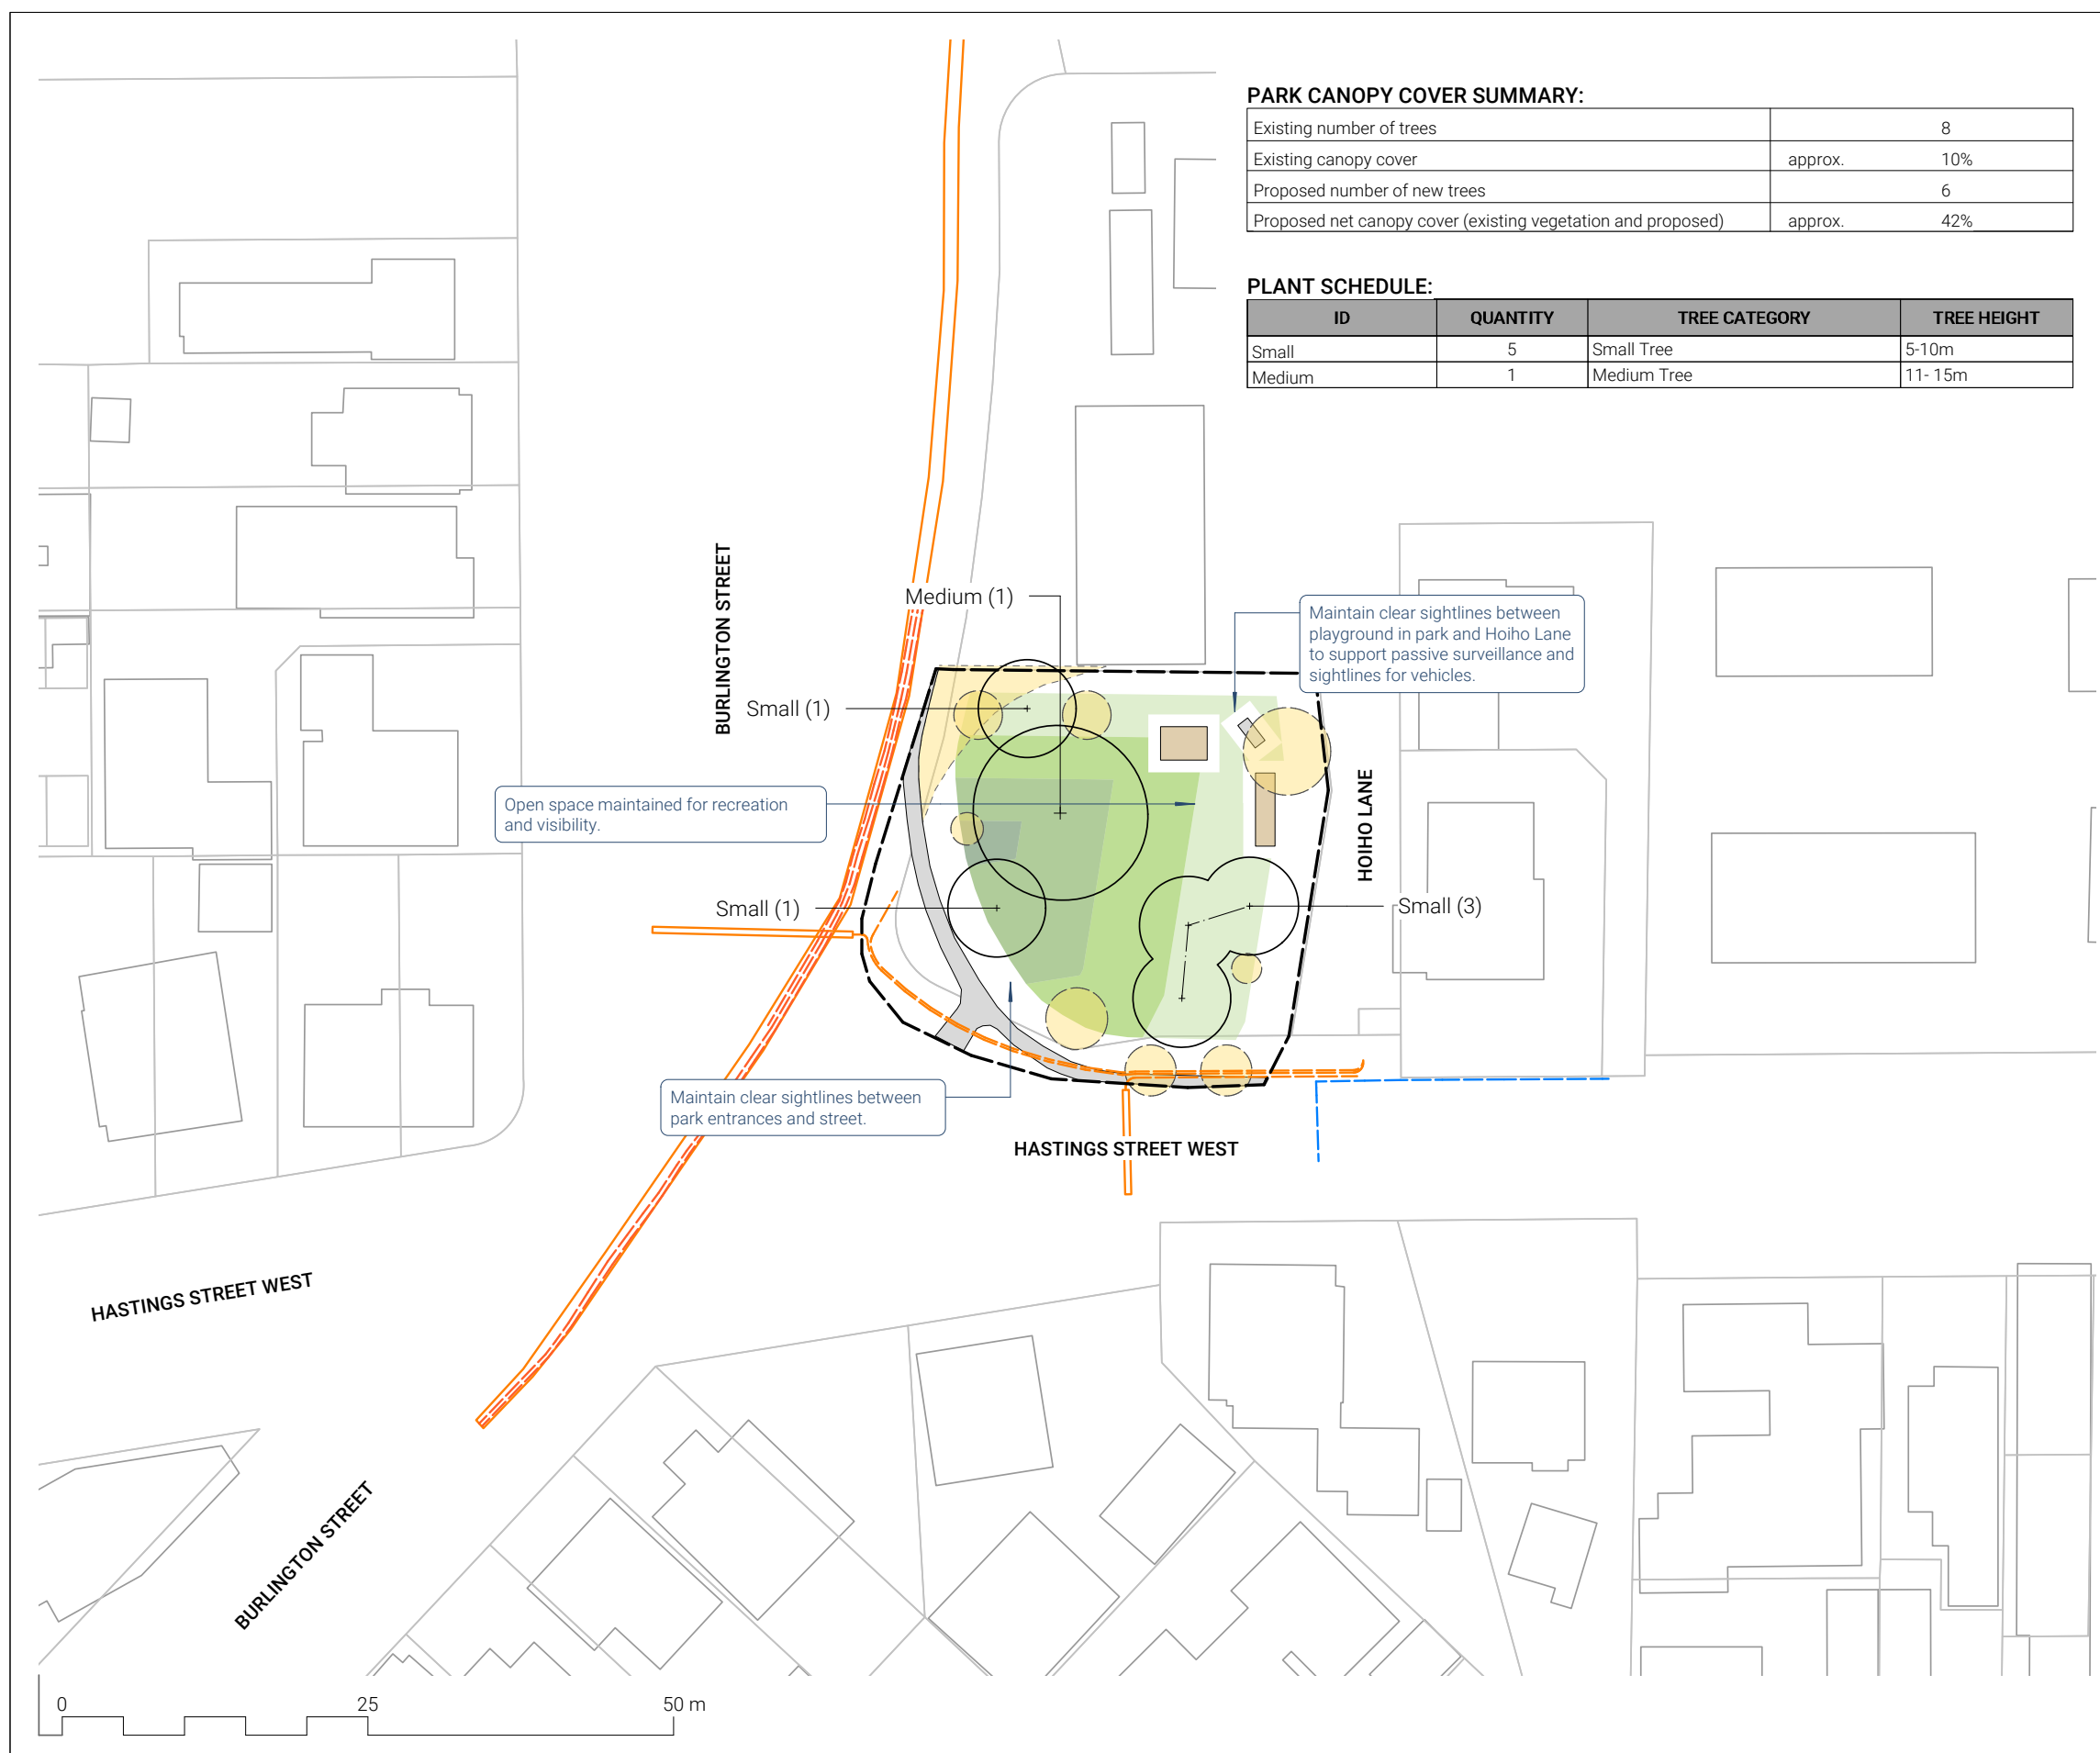 PARK CANOPY COVER SUMMARY:
Existing number of trees 8
Existing canopy cover approx. 10%
Proposed number of new trees 6
Proposed net canopy cover (existing vegetation and proposed) approx. 42%
PLANT SCHEDULE:
ID QUANTITY TREE CATEGORY TREE HEIGHT
Small 5 Small Tree 5-10m
Medium 1 Medium Tree 11- 15m
BURLINGTON STREET
Medium (1)
Maintain clear sightlines between
playground in park and Hoiho Lane
to support passive surveillance and
sightlines for vehicles.
Small (1)
Open space maintained for recreation
and visibility.
HOIHO LANE
Small (1)
Small (3)
Maintain clear sightlines between
park entrances and street.
HASTINGS STREET WEST
HASTINGS STREET WEST
BURLINGTON STREET
0 25 50 m